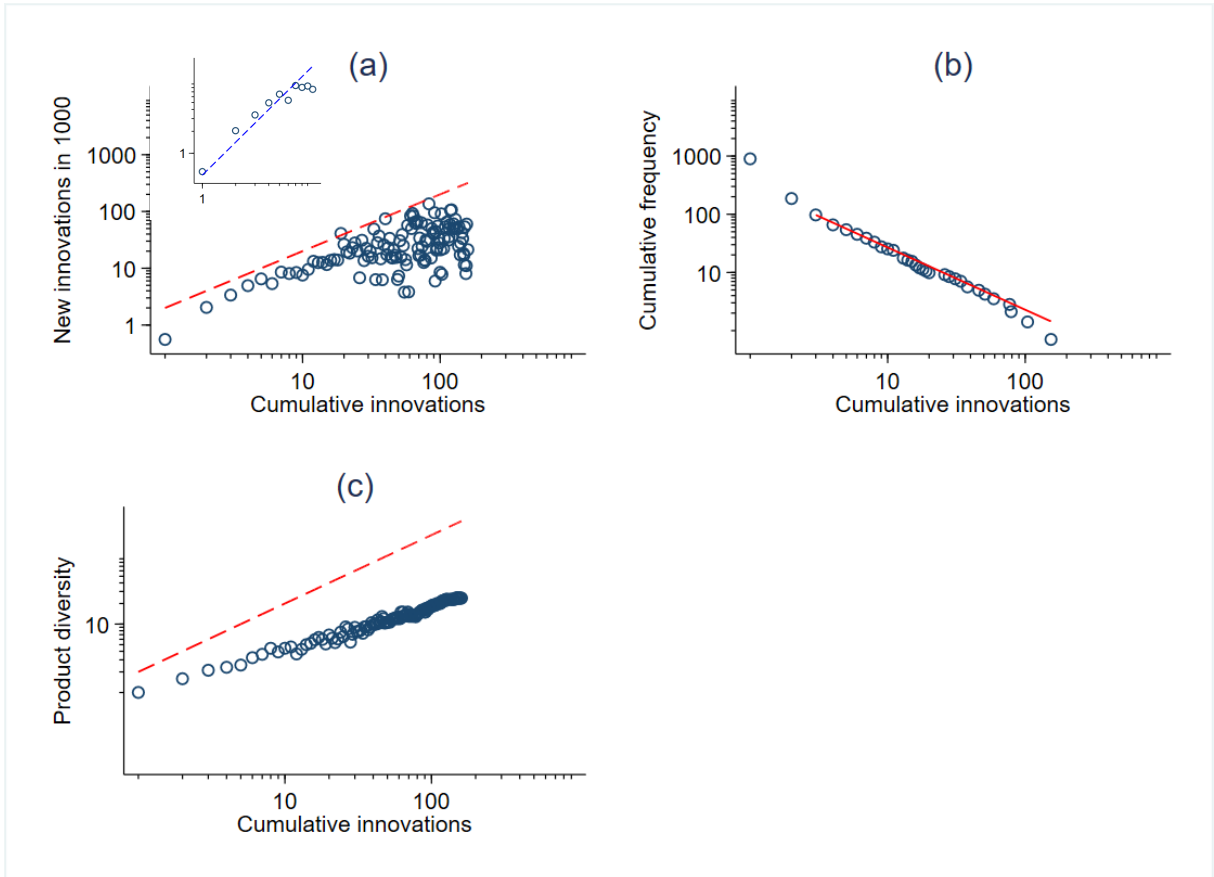 (a)
New innovations in 1000
1000
100
10
1
1
1
10
100
Cumulative innovations
(b)
Cumulative frequency
1000
100
10
10
100
Cumulative innovations
(c)
Product diversity
10
10
100
Cumulative innovations